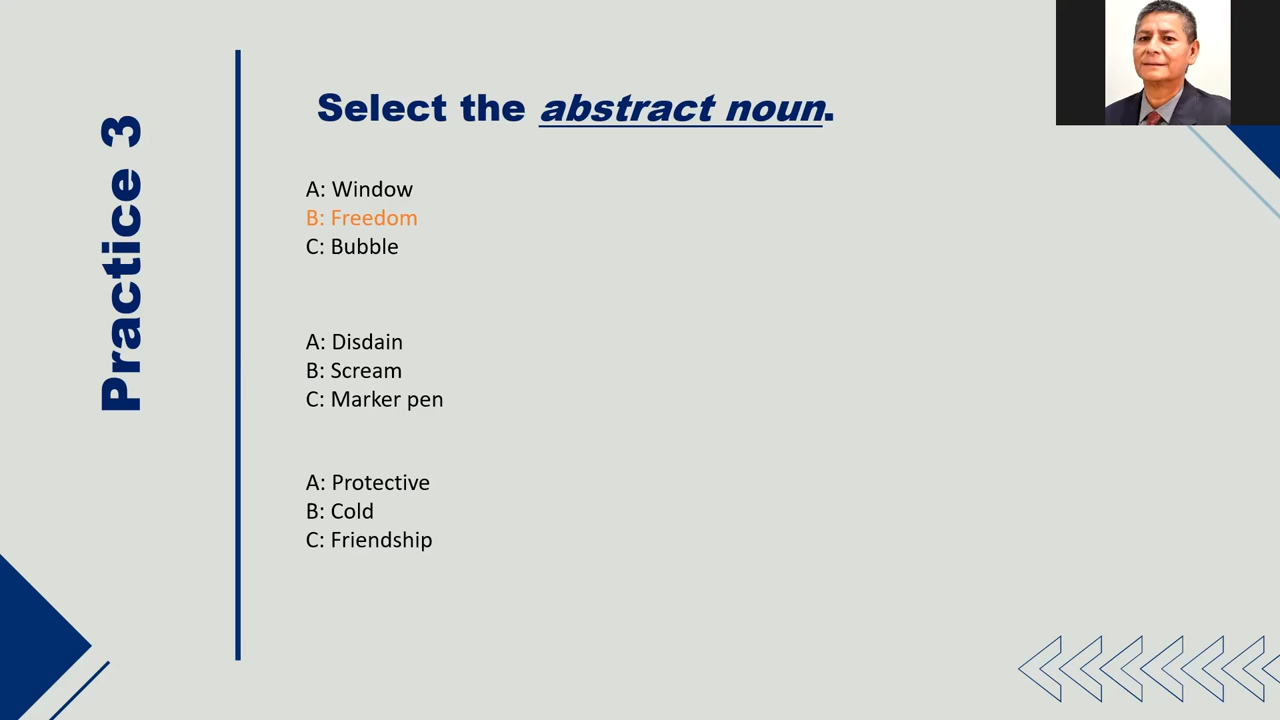 Practice 3
Select the abstract noun.
A: Window
B: Freedom
C: Bubble
A: Disdain
B: Scream
C: Marker pen
A: Protective
B: Cold
C: Friendship